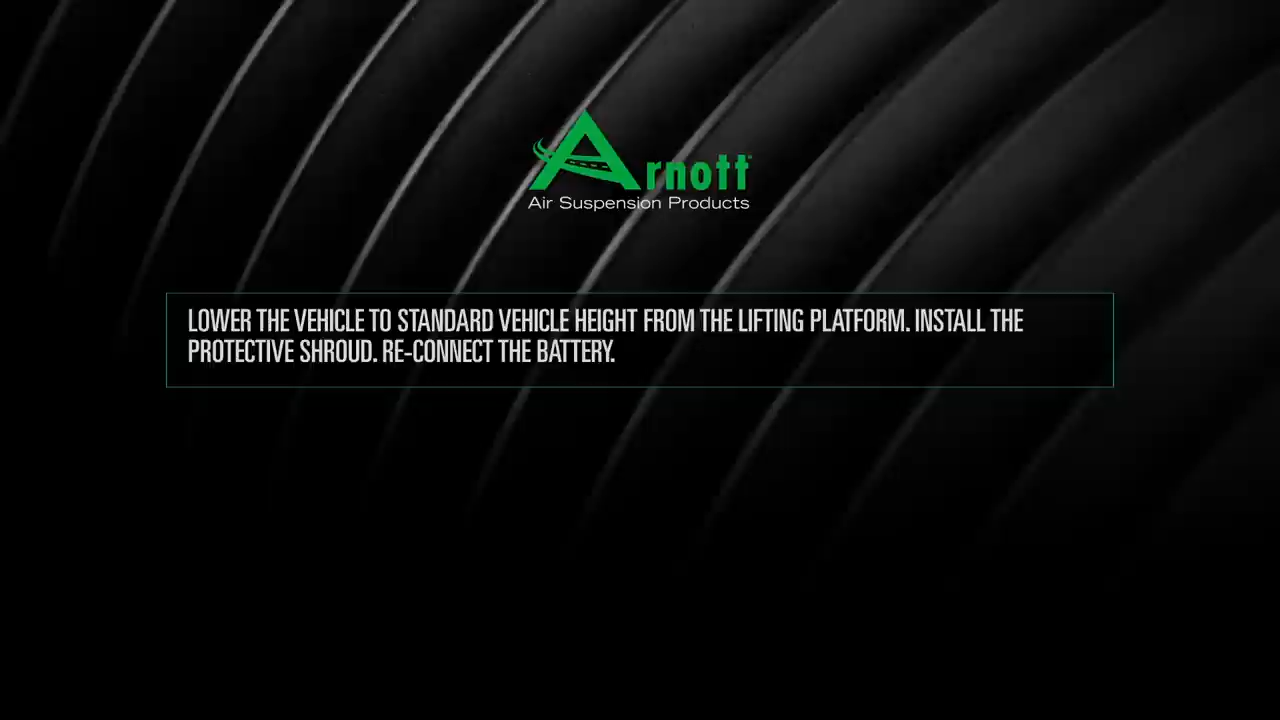 Arnott
Air Suspension Products
LOWER THE VEHICLE TO STANDARD VEHICLE HEIGHT FROM THE LIFTING PLATFORM. INSTALL THE
PROTECTIVE SHROUD. RE-CONNECT THE BATTERY.